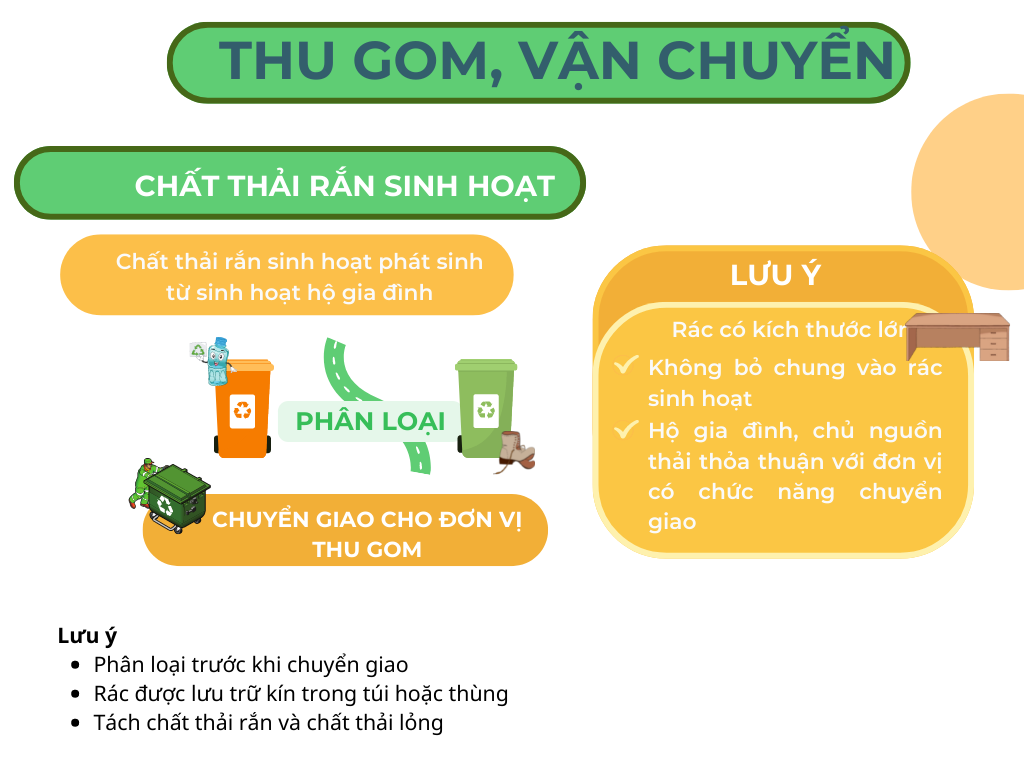 THU GOM, VẬN CHUYỂN
CHẤT THẢI RẮN SINH HOẠT
Chất thải rắn sinh hoạt phát sinh
từ sinh hoạt hộ gia đình
PHÂN LOẠI
CHUYỂN GIAO CHO ĐƠN VỊ
THU GOM
LƯU Ý
Rác có kích thước lớn
Không bỏ chung vào rác
sinh hoạt
Hộ gia đình, chủ nguồn
thải thỏa thuận với đơn vị
có chức năng chuyển
giao
Lưu ý
Phân loại trước khi chuyển giao
Rác được lưu trữ kín trong túi hoặc thùng
Tách chất thải rắn và chất thải lỏng